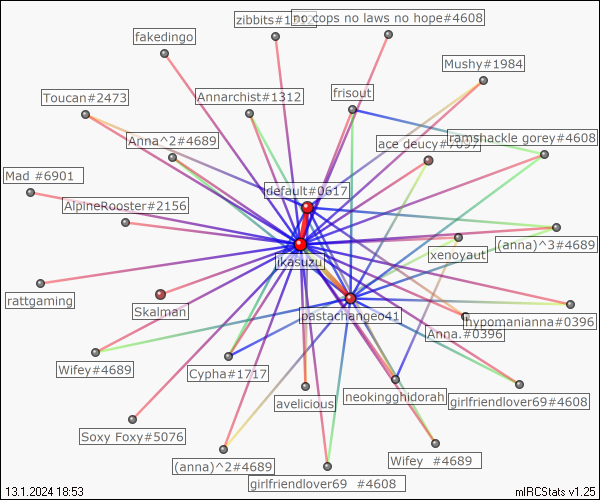 zibbits#1312
no cops no laws no hope#4608
fakedingo
Mushy#1984
Toucan#2473
Annarchist#1312
frisout
Anna^2#4689
ace deucy#7097
ramshackle gorey#4608
Mad #6901
default#0617
AlpineRooster#2156
(anna)^3#4689
ikasuzu
xenoyaut
rattgaming
Skalman
pastachangeo41
hypomanianna#0396
Anna.#0396
Wifey#4689
Cypha#1717
avelicious
neokingghidorah
girlfriendlover69#4608
Soxy Foxy#5076
(anna)^2#4689
Wifey #4689
girlfriendlover69 #4608
13.1.2024 18:53
mIRCStats v1.25